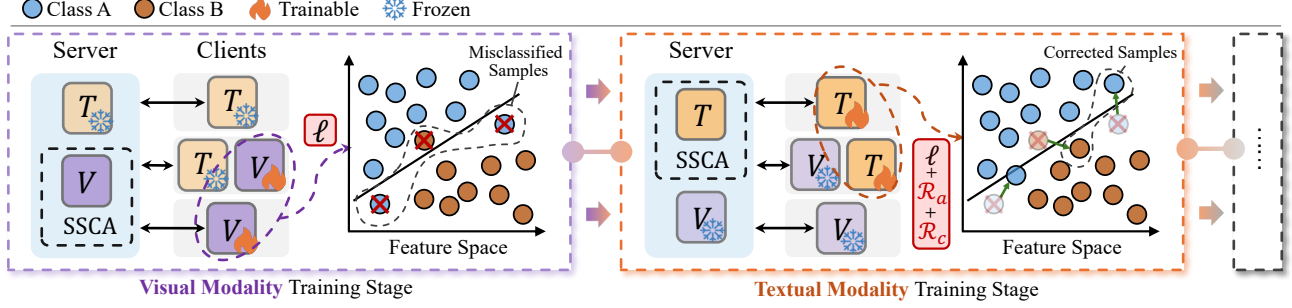 Class A Class B Trainable Frozen
Server Clients
T T
T V
V
SSCA
V
ℓ
Misclassified
Samples
Feature Space
Visual Modality Training Stage
Server
T T
SSCA
V T
V V
ℓ
+
𝓡a
+
𝓡c
Corrected Samples
Feature Space
Textual Modality Training Stage
......